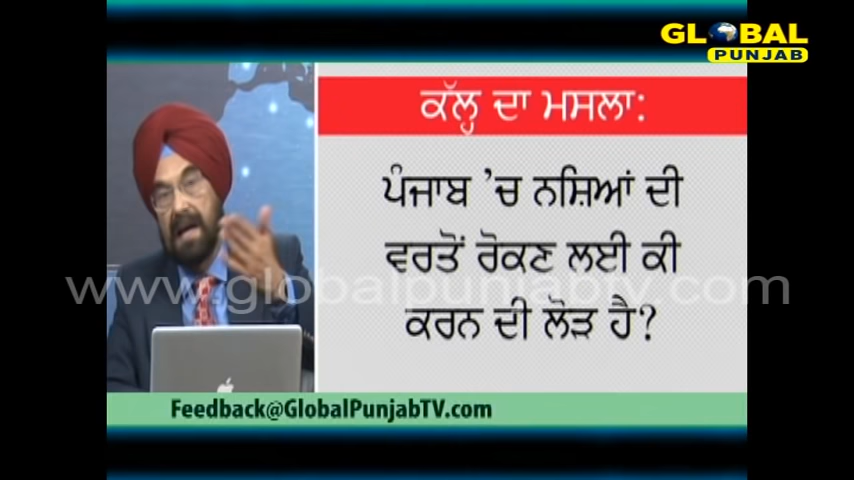 GLOBAL
PUNJAB
ਕੱਲ੍ਹ ਦਾ ਮਸਲਾ:
ਪੰਜਾਬ ’ਚ ਨਸ਼ਿਆਂ ਦੀ
ਵਰਤੋਂ ਰੋਕਣ ਲਈ ਕੀ
www.globalpunjabtv.com
ਕਰਨ ਦੀ ਲੋੜ ਹੈ?
Feedback@GlobalPunjabTV.com